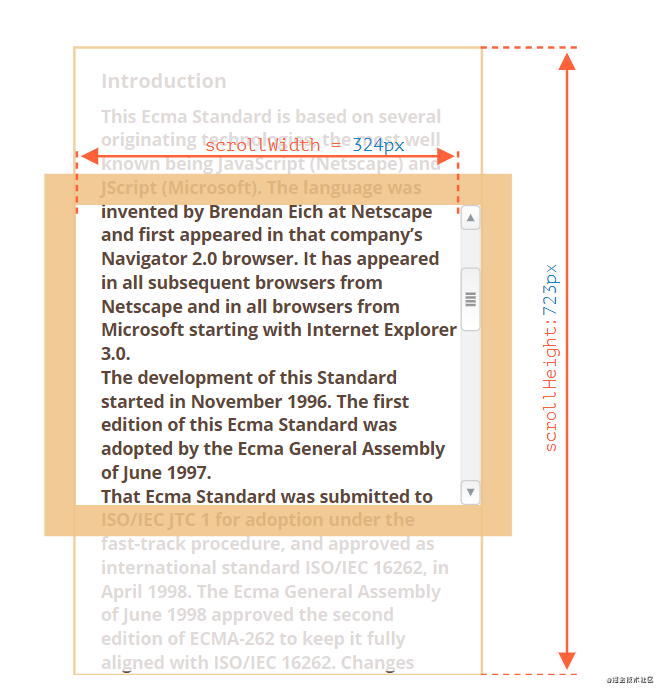 Introduction
This Ecma Standard is based on several
originating technologies, the most well
scrollWidth = 324px
known being JavaScript (Netscape) and
JScript (Microsoft). The language was
invented by Brendan Eich at Netscape
and first appeared in that company’s
Navigator 2.0 browser. It has appeared
in all subsequent browsers from
Netscape and in all browsers from
Microsoft starting with Internet Explorer
3.0.
The development of this Standard
started in November 1996. The first
edition of this Ecma Standard was
adopted by the Ecma General Assembly
of June 1997.
That Ecma Standard was submitted to
ISO/IEC JTC 1 for adoption under the
fast-track procedure, and approved as
international standard ISO/IEC 16262, in
April 1998. The Ecma General Assembly
of June 1998 approved the second
edition of ECMA-262 to keep it fully
aligned with ISO/IEC 16262. Changes
scrollHeight:723px
@掘金技术社区